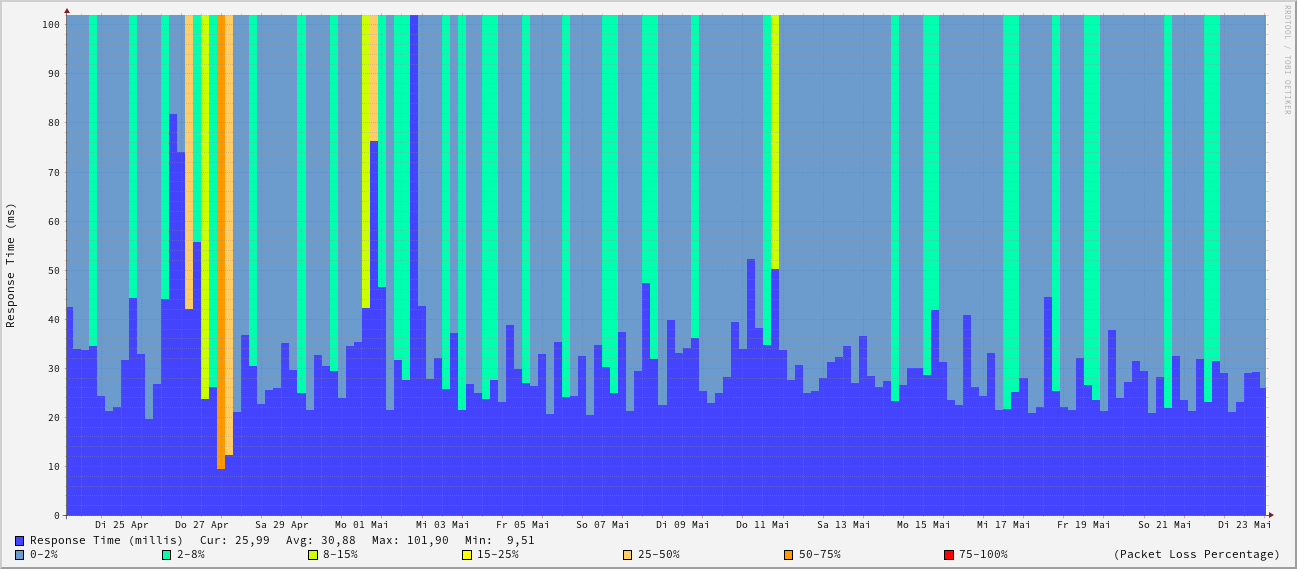 RRDTOOL / TOBI OETIKER
Response Time (ms)
100
90
80
70
60
50
40
30
20
10
0
Di 25 Apr Do 27 Apr Sa 29 Apr Mo 01 Mai Mi 03 Mai Fr 05 Mai So 07 Mai Di 09 Mai Do 11 Mai Sa 13 Mai Mo 15 Mai Mi 17 Mai Fr 19 Mai So 21 Mai Di 23 Mai
Response Time (millis) Cur: 25,99 Avg: 30,88 Max: 101,90 Min: 9,51
0-2% 2-8% 8-15% 15-25% 25-50% 50-75% 75-100% (Packet Loss Percentage)